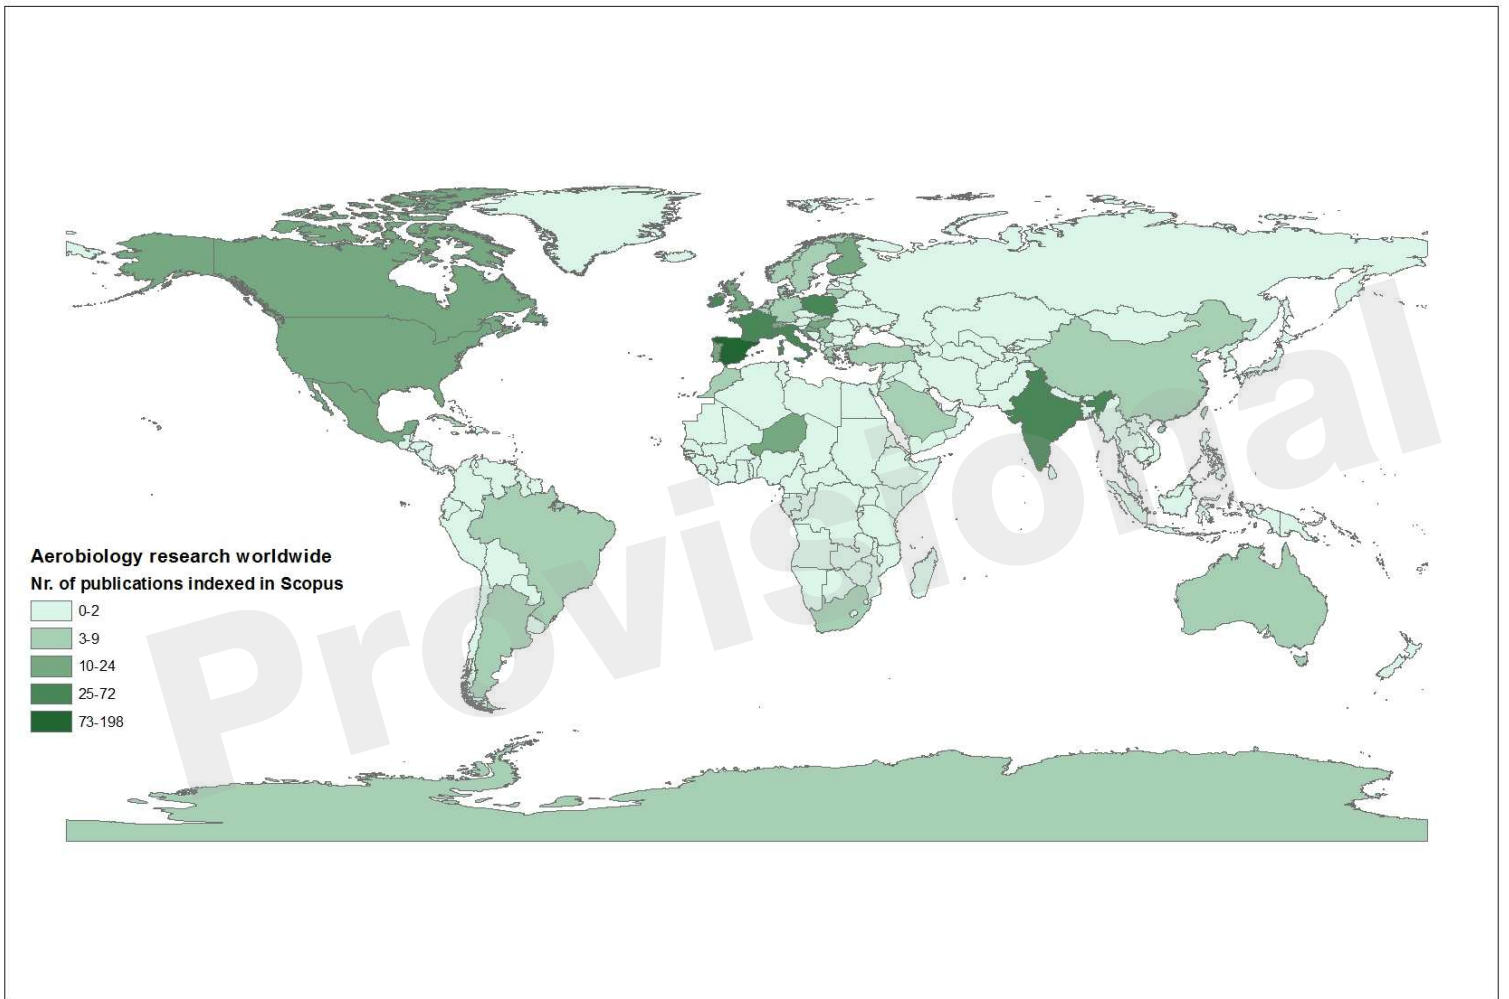 Aerobiology research worldwide
Nr. of publications indexed in Scopus
0-2
3-9
10-24
25-72
73-198
Provisional